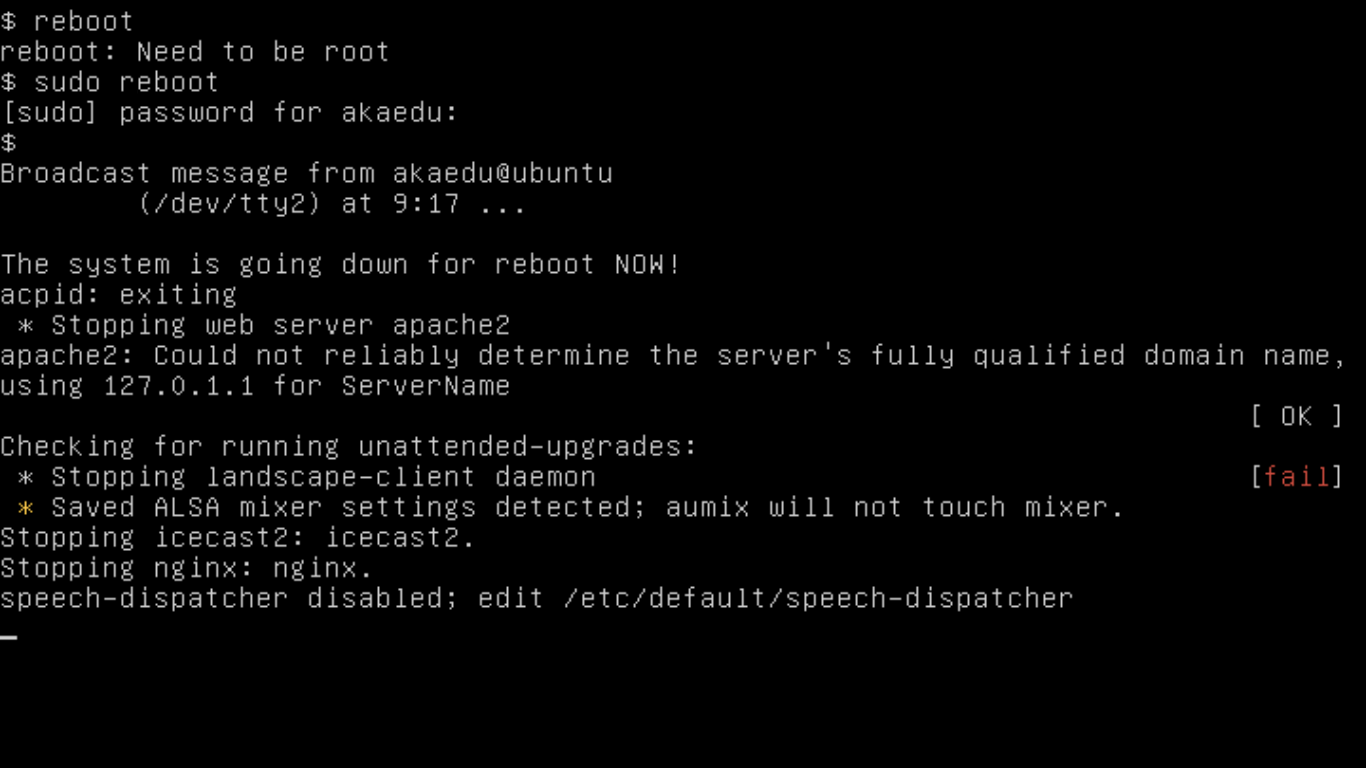 $ reboot
reboot: Need to be root
$ sudo reboot
[sudo] password for akaedu:
$
Broadcast message from akaedu@ubuntu
        (/dev/tty2) at 9:17 ...

The system is going down for reboot NOW!
acpid: exiting
 * Stopping web server apache2
apache2: Could not reliably determine the server's fully qualified domain name,
using 127.0.1.1 for ServerName
[ OK ]
Checking for running unattended-upgrades:
 * Stopping landscape-client daemon [fail]
 * Saved ALSA mixer settings detected; aumix will not touch mixer.
Stopping icecast2: icecast2.
Stopping nginx: nginx.
speech-dispatcher disabled; edit /etc/default/speech-dispatcher